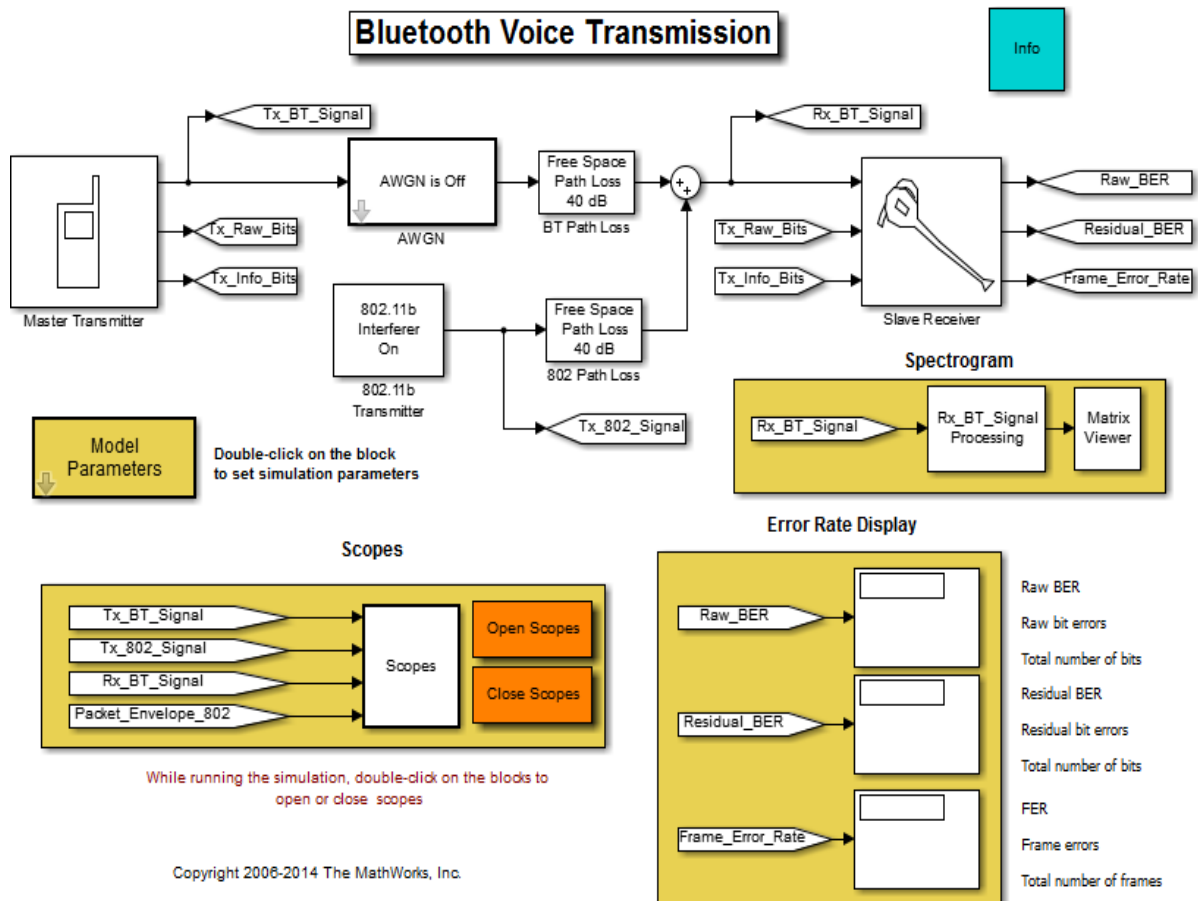 Bluetooth Voice Transmission
Info
Tx_BT_Signal
Rx_BT_Signal
AWGN is Off
AWGN
Free Space
Path Loss
40 dB
BT Path Loss
+
+
Tx_Raw_Bits
Tx_Info_Bits
Master Transmitter
Tx_Raw_Bits
Tx_Info_Bits
Slave Receiver
Raw_BER
Residual_BER
Frame_Error_Rate
802.11b
Interferer
On
802.11b
Transmitter
Free Space
Path Loss
40 dB
802 Path Loss
Tx_802_Signal
Model
Parameters
Double-click on the block
to set simulation parameters
Spectrogram
Rx_BT_Signal
Rx_BT_Signal
Processing
Matrix
Viewer
Scopes
Tx_BT_Signal
Tx_802_Signal
Rx_BT_Signal
Packet_Envelope_802
Scopes
Open Scopes
Close Scopes
While running the simulation, double-click on the blocks to
open or close scopes
Copyright 2006-2014 The MathWorks, Inc.
Error Rate Display
Raw_BER
Raw BER
Raw bit errors
Total number of bits
Residual_BER
Residual BER
Residual bit errors
Total number of bits
Frame_Error_Rate
FER
Frame errors
Total number of frames